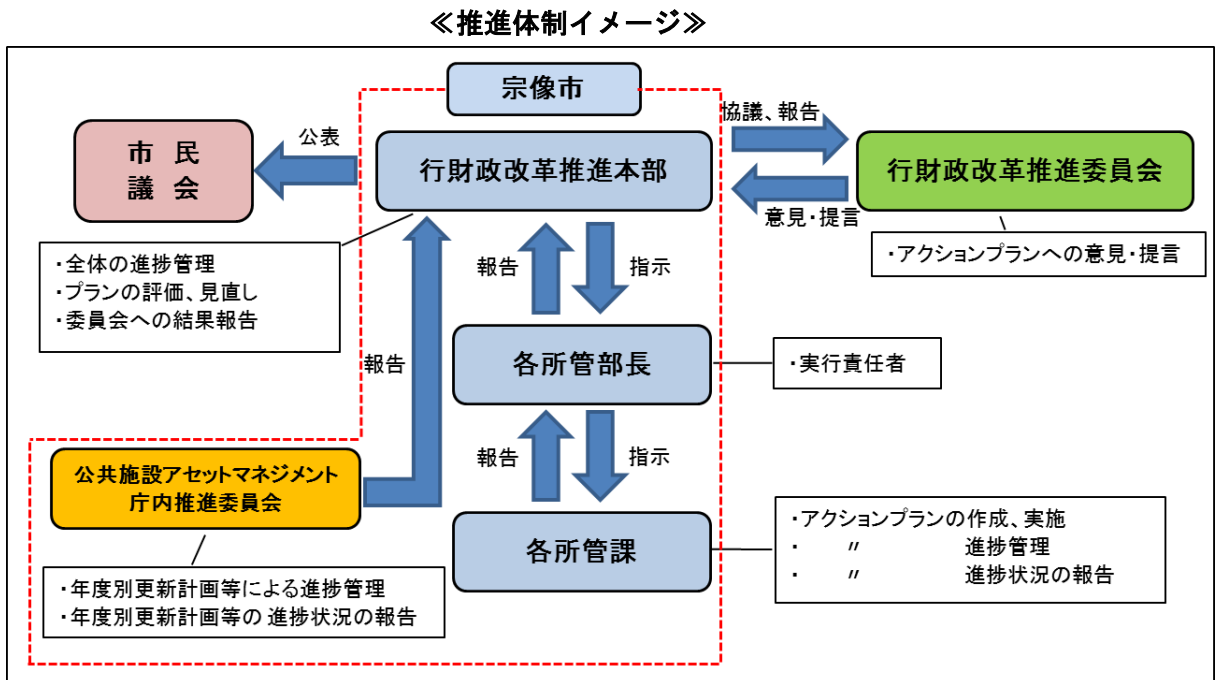 ≪推進体制イメージ≫
宗像市
市　民
議　会
公表
行財政改革推進本部
協議、報告
意見・提言
行財政改革推進委員会
・アクションプランへの意見・提言
・全体の進捗管理
・プランの評価、見直し
・委員会への結果報告
報告
指示
報告
各所管部長
・実行責任者
報告
指示
公共施設アセットマネジメント
庁内推進委員会
・年度別更新計画等による進捗管理
・年度別更新計画等の 進捗状況の報告
各所管課
・アクションプランの作成、実施
・　　〃　　　　　進捗管理
・　　〃　　　　　進捗状況の報告